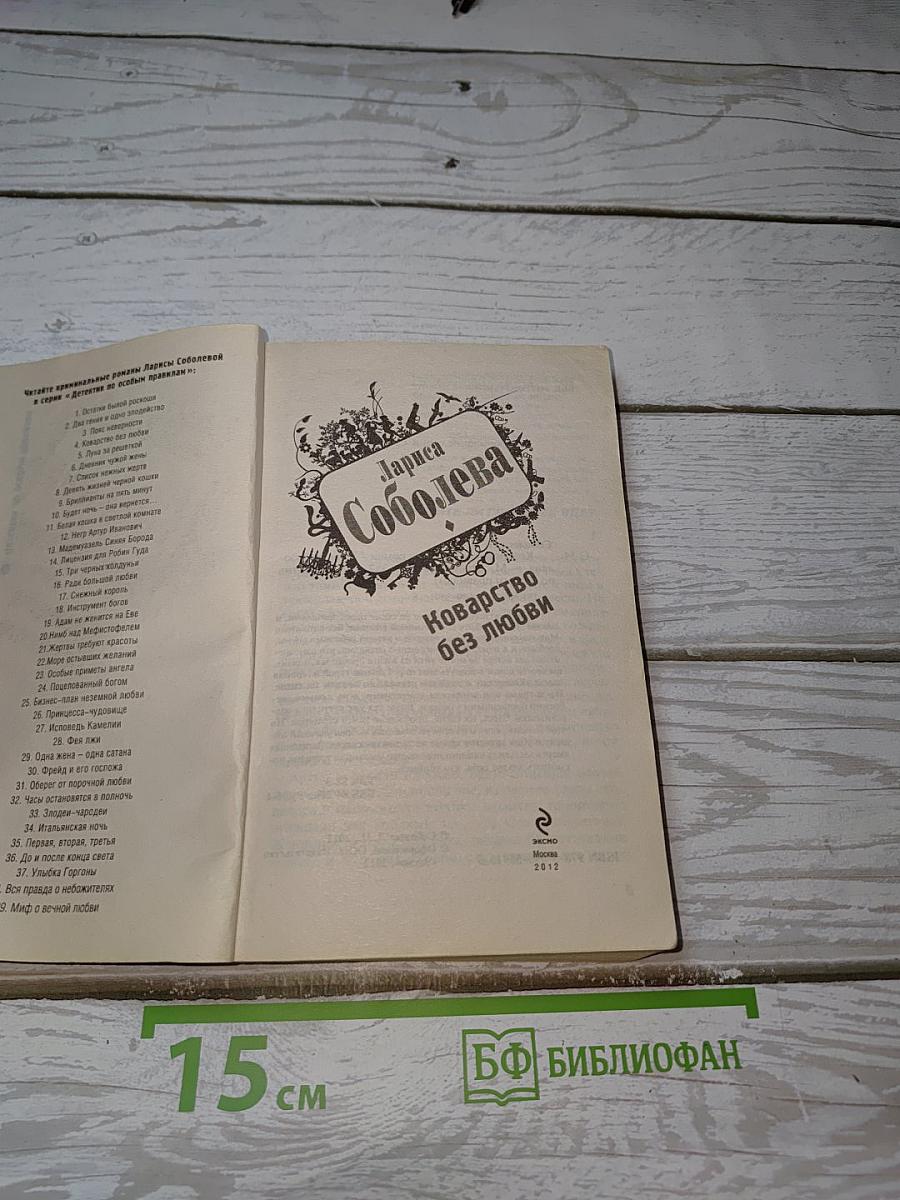 Читайте криминальные романы Ларисы Соболевой
в серии «Детектив по особым правилам»:
1. Остатки былой роскоши
2. Два гения и одно злодейство
3. Пояс неверности
4. Коварство без любви
5. Луна за решеткой
6. Дневник чужой жены
7. Список нежных жертв
8. Девять жизней черной кошки
9. Бриллианты на пять минут
10. Будет ночь – она вернется...
11. Белая кошка в светлой комнате
12. Негр Артур Иванович
13. Мадемуазель Синяя Борода
14. Лицензия для Робин Гуда
15. Три черных колдуньи
16. Ради большой любви
17. Снежный король
18. Инструмент богов
19. Адам не женится на Еве
20.Нимб над Мефистофелем
21.Жертвы требуют красоты
22.Море остывших желаний
23. Особые приметы ангела
24. Поцелованный богом
25. Бизнес-план неземной любви
26. Принцесса-чудовище
27. Исповедь Камелии
28. Фея лжи
29. Одна жена – одна сатана
30. Фрейд и его госпожа
31. Оберег от порочной любви
32. Часы остановятся в полночь
33. Злодеи-чародеи
34. Итальянская ночь
35. Первая, вторая, третья
36. До и после конца света
37. Улыбка Горгоны
. Вся правда о небожителях
9. Миф о вечной любви
Лариса
Соболева
Коварство
без любви
ЭКСМО
Москва
2012
15 см
БФ БИБЛИОФАН